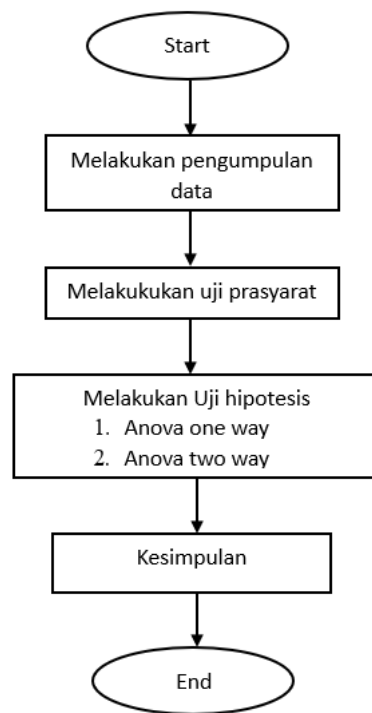 Start
Melakukan pengumpulan
data
Melakukukan uji prasyarat
Melakukan Uji hipotesis
1. Anova one way
2. Anova two way
Kesimpulan
End